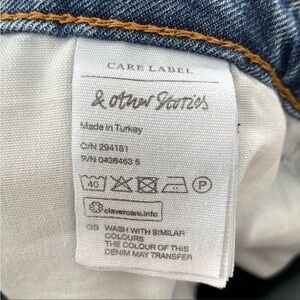 CARE LABEL
& other Stories
Made in Turkey
O/N 294181
P/N 0436463 5
40 P
clevercare.info
GB WASH WITH SIMILAR
COLOURS
THE COLOUR OF THIS
DENIM MAY TRANSFER